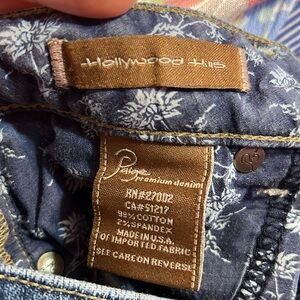 Hollywood Hills
Paige
Premium denim
RN#27002
CA#51217
98% COTTON
2% SPANDEX
MADE IN U.S.A.
OF IMPORTED FABRIC
SEE CARE ON REVERSE